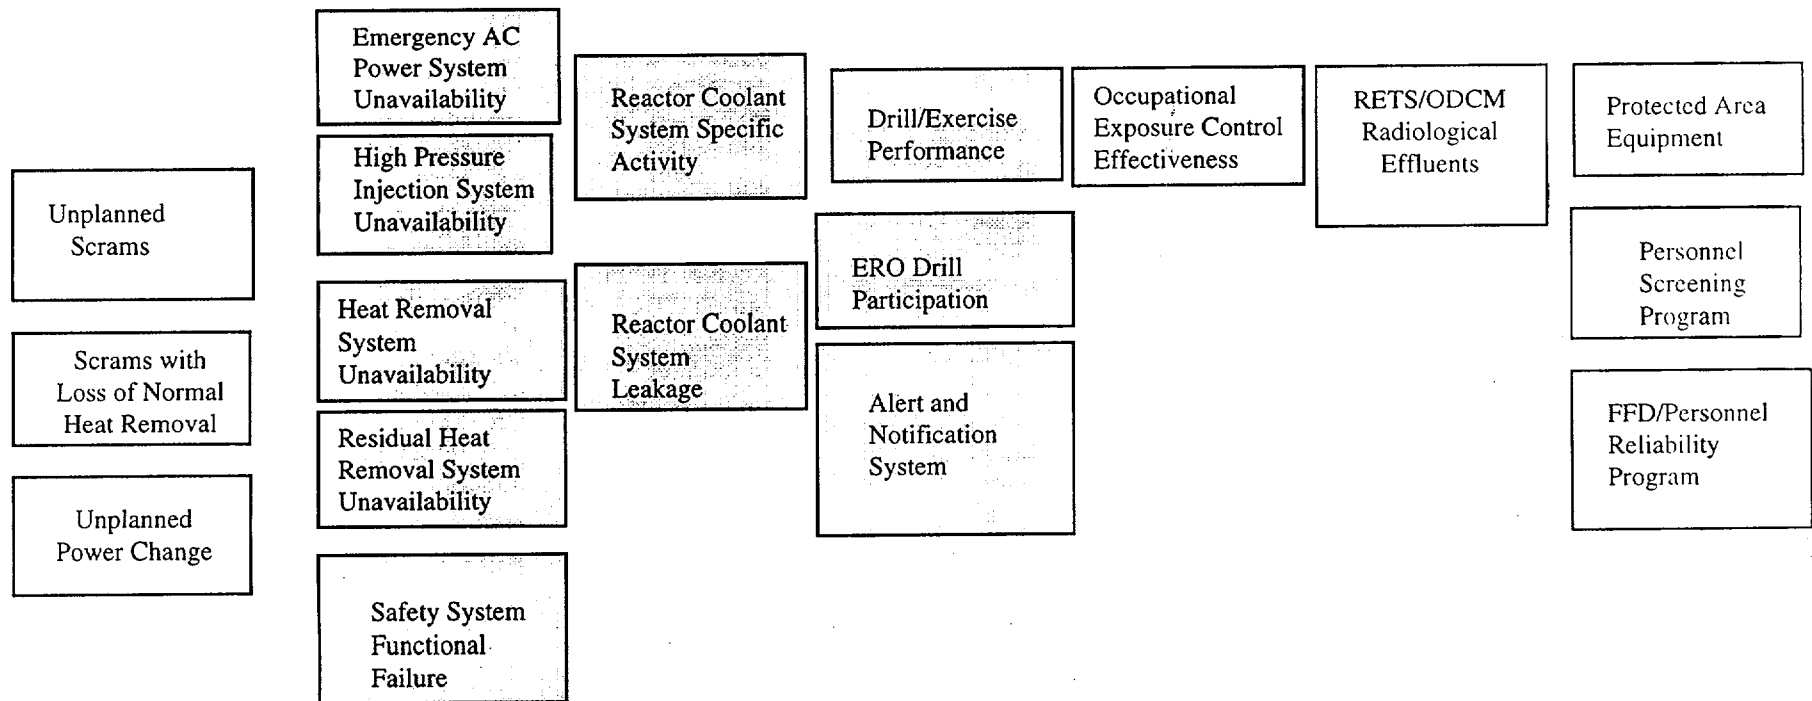 Unplanned
Scrams
Scrams with
Loss of Normal
Heat Removal
Unplanned
Power Change
Emergency AC
Power System
Unavailability
High Pressure
Injection System
Unavailability
Heat Removal
System
Unavailability
Residual Heat
Removal System
Unavailability
Safety System
Functional
Failure
Reactor Coolant
System Specific
Activity
Reactor Coolant
System
Leakage
Drill/Exercise
Performance
ERO Drill
Participation
Alert and
Notification
System
Occupational
Exposure Control
Effectiveness
RETS/ODCM
Radiological
Effluents
Protected Area
Equipment
Personnel
Screening
Program
FFD/Personnel
Reliability
Program